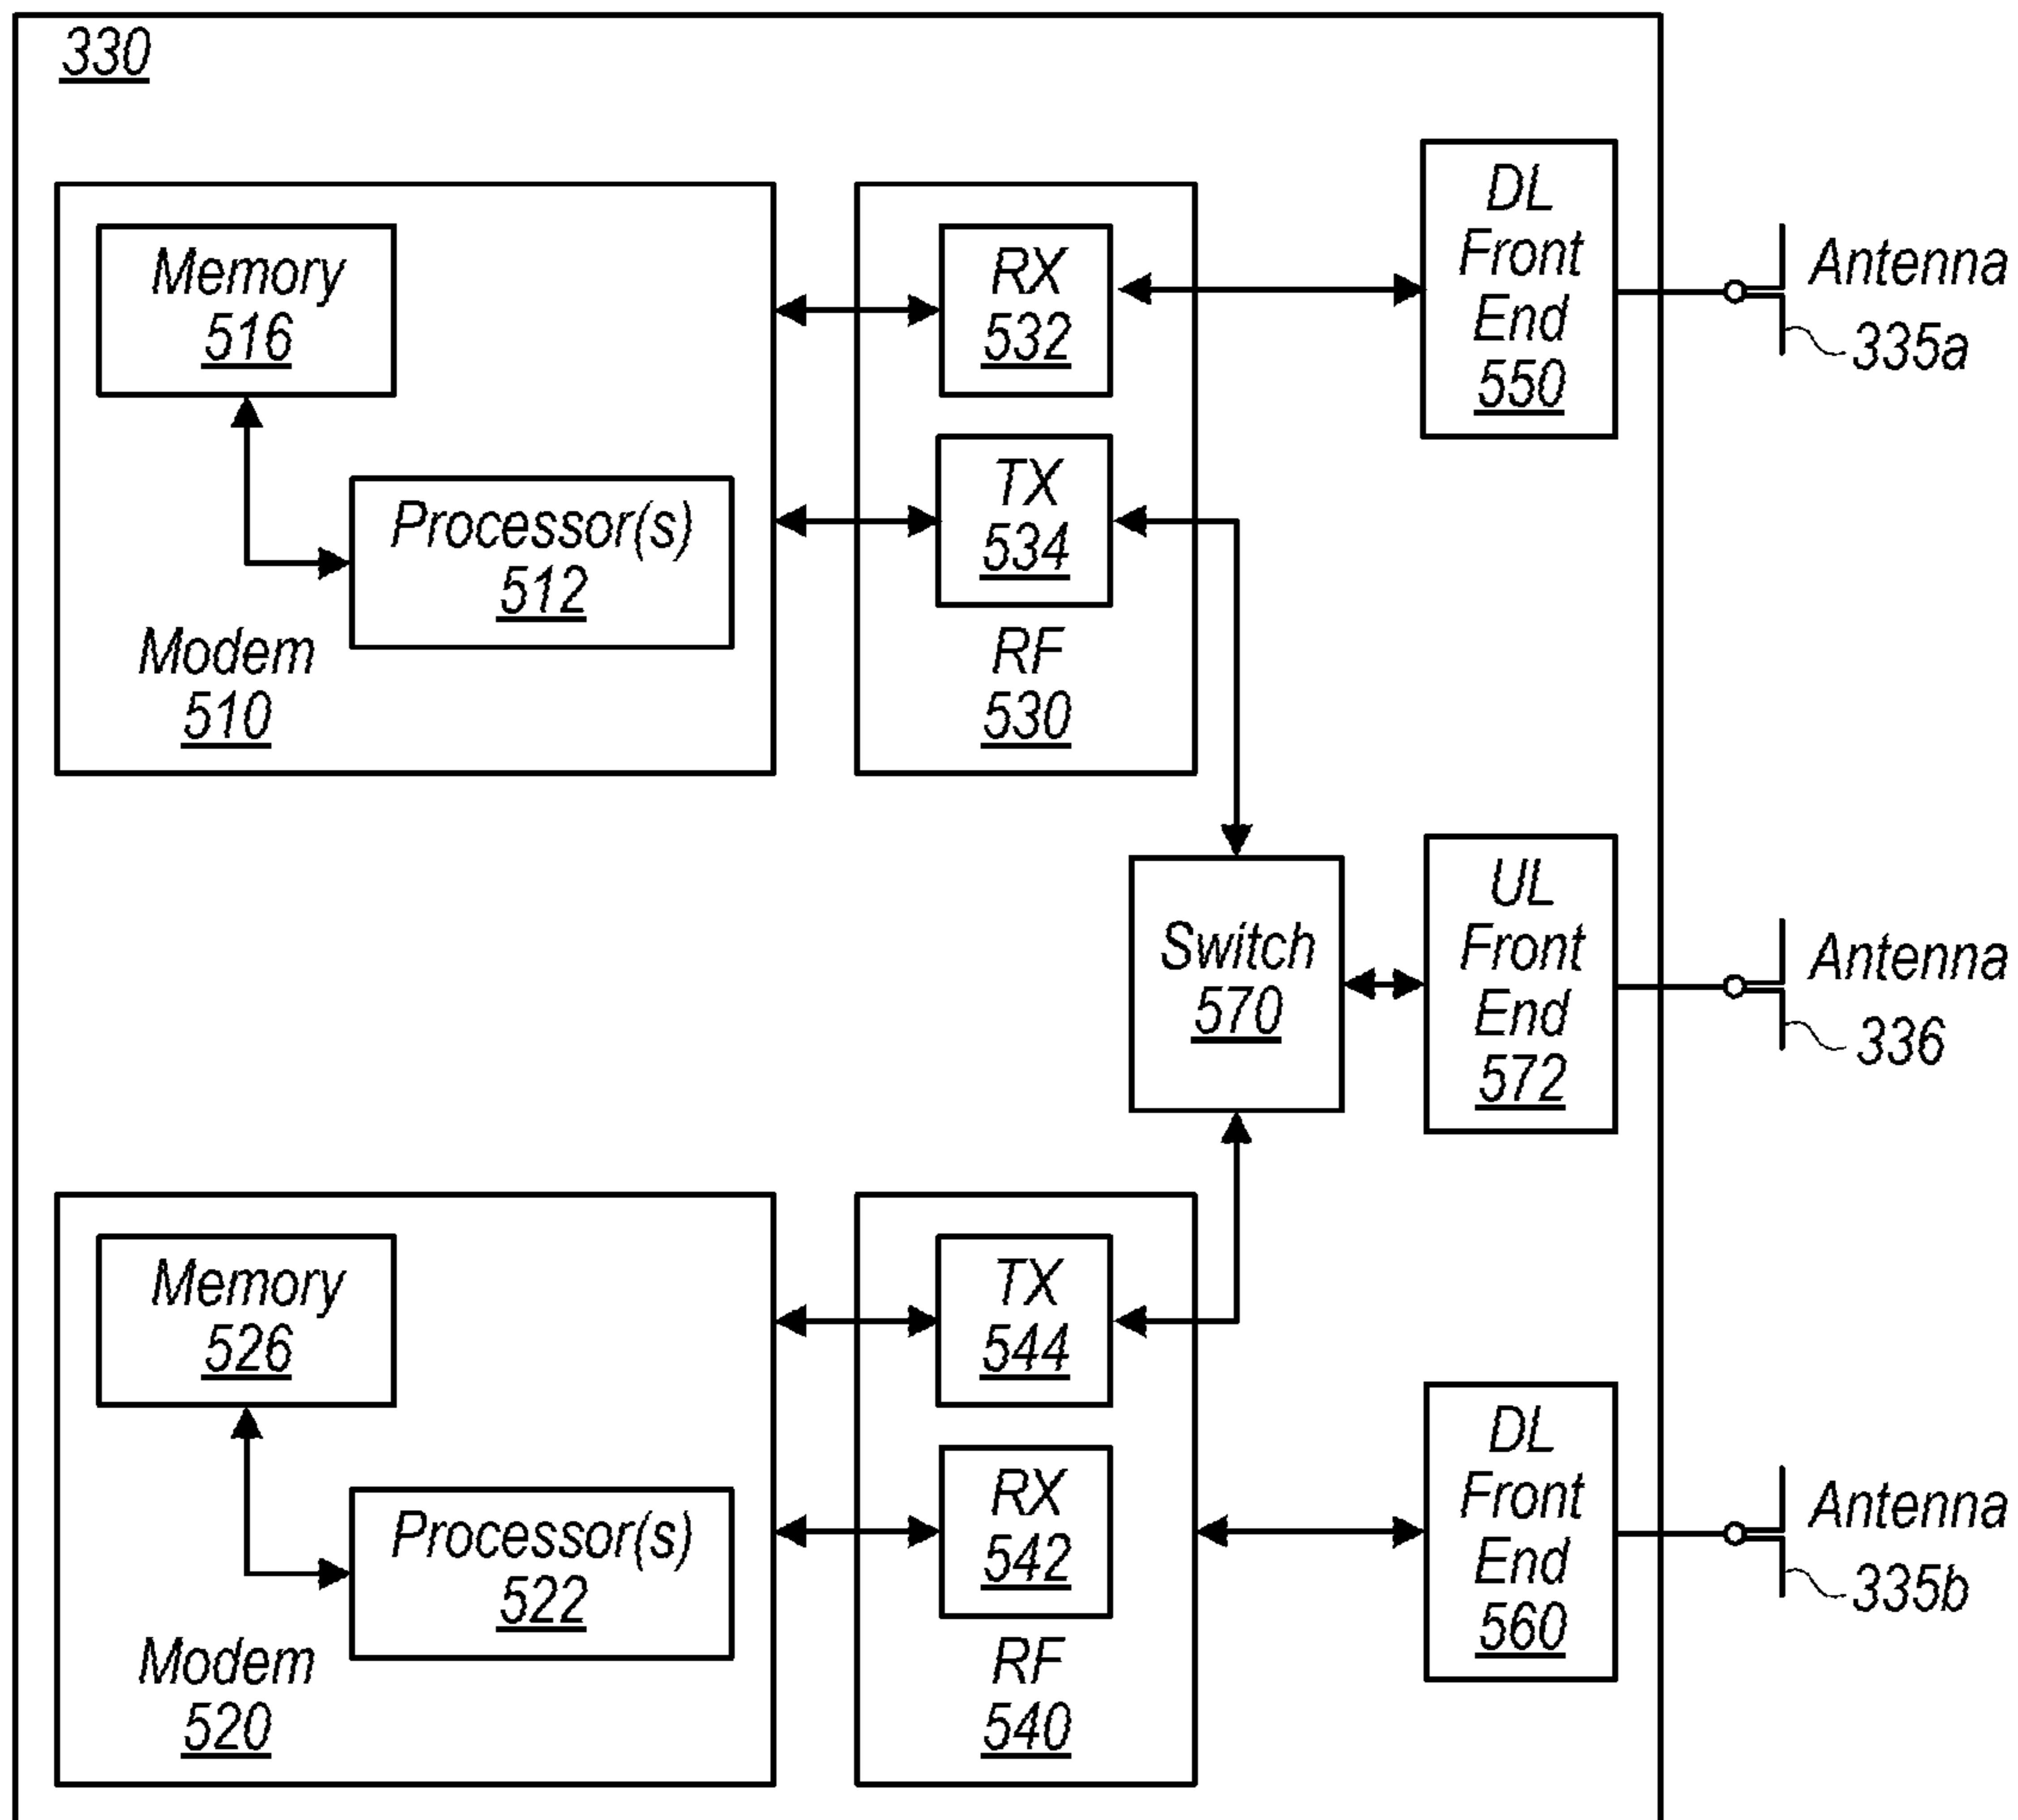 330
Memory
516
Processor(s)
512
Modem
510
RX
532
TX
534
RF
530
DL
Front
End
550
Antenna
335a
Switch
570
UL
Front
End
572
Antenna
336
Memory
526
Processor(s)
522
Modem
520
TX
544
RX
542
RF
540
DL
Front
End
560
Antenna
335b